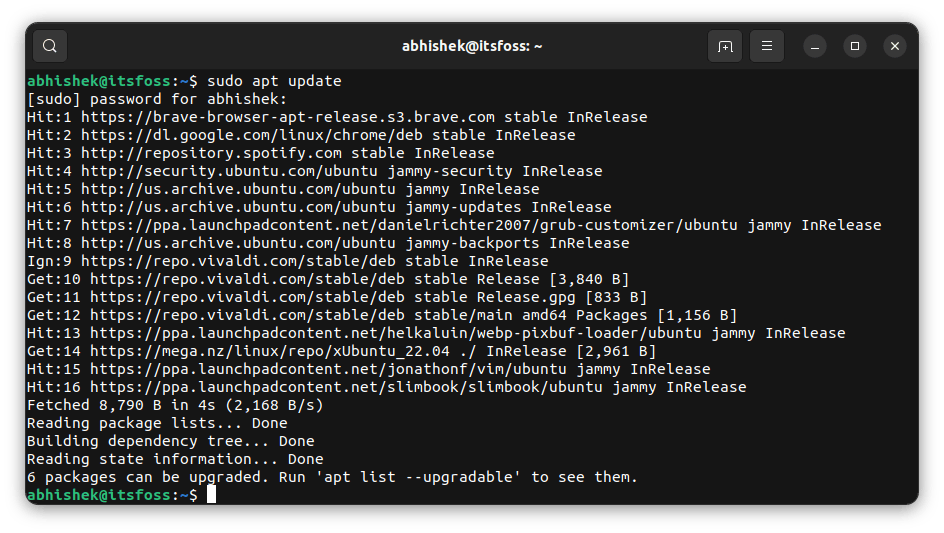 abhishek@itsfoss: ~
abhishek@itsfoss:~$ sudo apt update
[sudo] password for abhishek:
Hit:1 https://brave-browser-apt-release.s3.brave.com stable InRelease
Hit:2 https://dl.google.com/linux/chrome/deb stable InRelease
Hit:3 http://repository.spotify.com stable InRelease
Hit:4 http://security.ubuntu.com/ubuntu jammy-security InRelease
Hit:5 http://us.archive.ubuntu.com/ubuntu jammy InRelease
Hit:6 http://us.archive.ubuntu.com/ubuntu jammy-updates InRelease
Hit:7 https://ppa.launchpadcontent.net/danielrichter2007/grub-customizer/ubuntu jammy InRelease
Hit:8 http://us.archive.ubuntu.com/ubuntu jammy-backports InRelease
Ign:9 https://repo.vivaldi.com/stable/deb stable InRelease
Get:10 https://repo.vivaldi.com/stable/deb stable Release [3,840 B]
Get:11 https://repo.vivaldi.com/stable/deb stable Release.gpg [833 B]
Get:12 https://repo.vivaldi.com/stable/deb stable/main amd64 Packages [1,156 B]
Hit:13 https://ppa.launchpadcontent.net/helkaluin/webp-pixbuf-loader/ubuntu jammy InRelease
Get:14 https://mega.nz/linux/repo/xUbuntu_22.04 ./ InRelease [2,961 B]
Hit:15 https://ppa.launchpadcontent.net/jonathonf/vim/ubuntu jammy InRelease
Hit:16 https://ppa.launchpadcontent.net/slimbook/slimbook/ubuntu jammy InRelease
Fetched 8,790 B in 4s (2,168 B/s)
Reading package lists... Done
Building dependency tree... Done
Reading state information... Done
6 packages can be upgraded. Run 'apt list --upgradable' to see them.
abhishek@itsfoss:~$